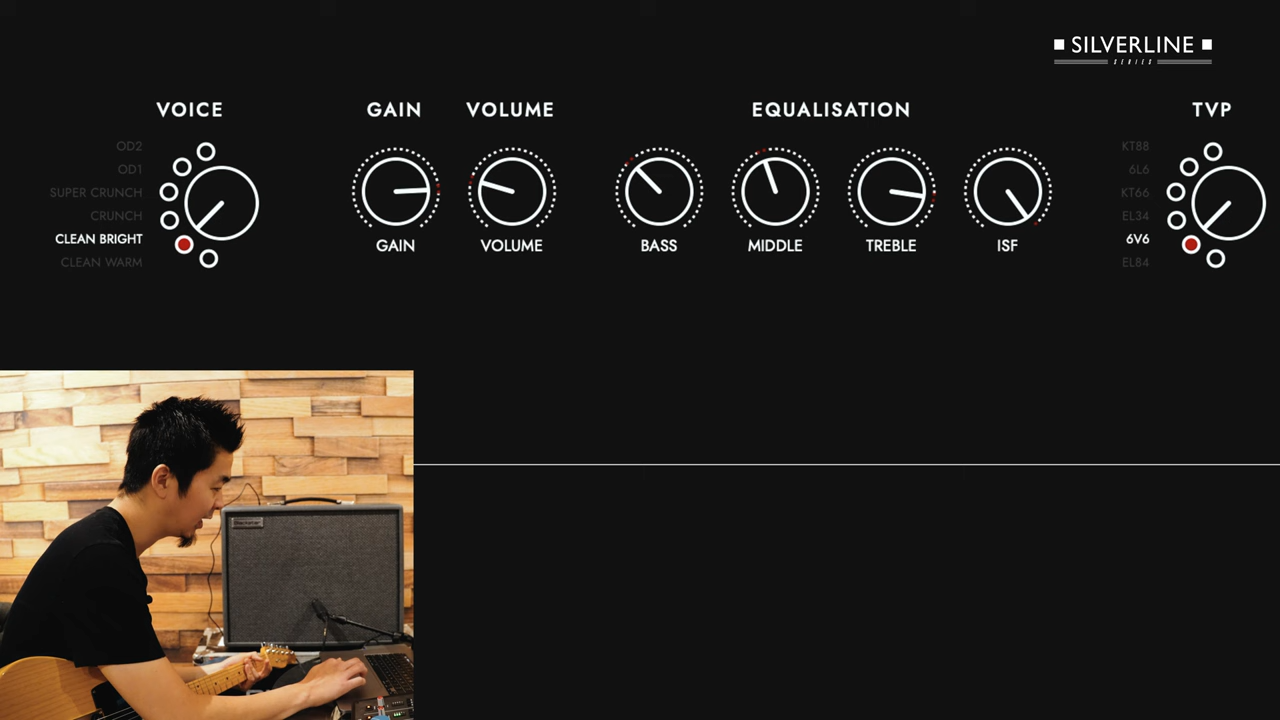 SILVERLINE
SERIES
VOICE
GAIN
VOLUME
EQUALISATION
TVP
OD2
OD1
SUPER CRUNCH
CRUNCH
CLEAN BRIGHT
CLEAN WARM
GAIN
VOLUME
BASS
MIDDLE
TREBLE
ISF
KT88
6L6
KT66
EL34
6V6
EL84